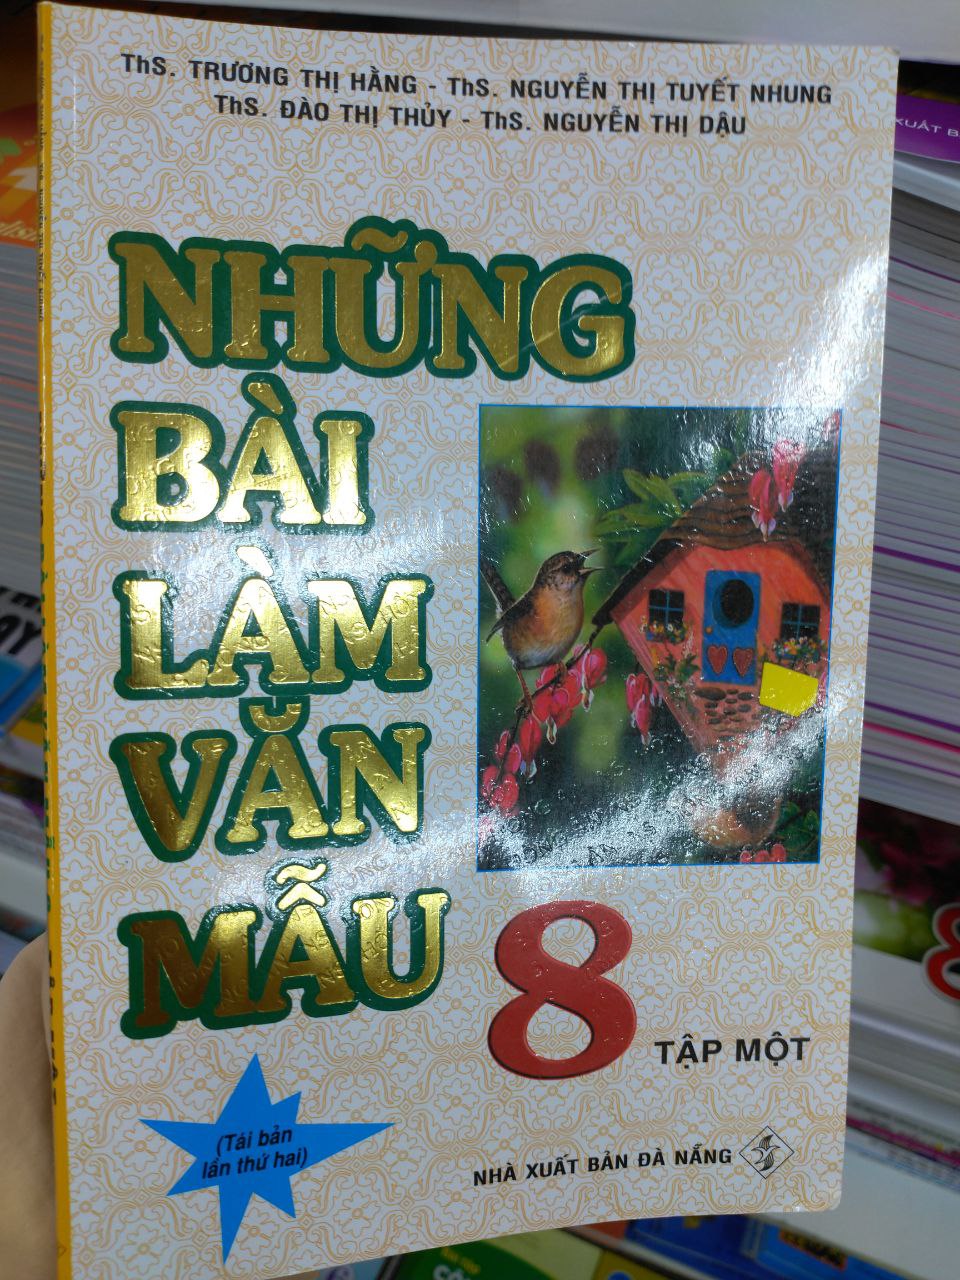 ThS. TRƯƠNG THỊ HẰNG - ThS. NGUYỄN THỊ TUYẾT NHUNG
ThS. ĐÀO THỊ THỦY - ThS. NGUYỄN THỊ DẬU
NHỮNG
BÀI
LÀM
VĂN
MẪU
8
TẬP MỘT
(Tái bản
lần thứ hai)
NHÀ XUẤT BẢN ĐÀ NẴNG
XUẤT B